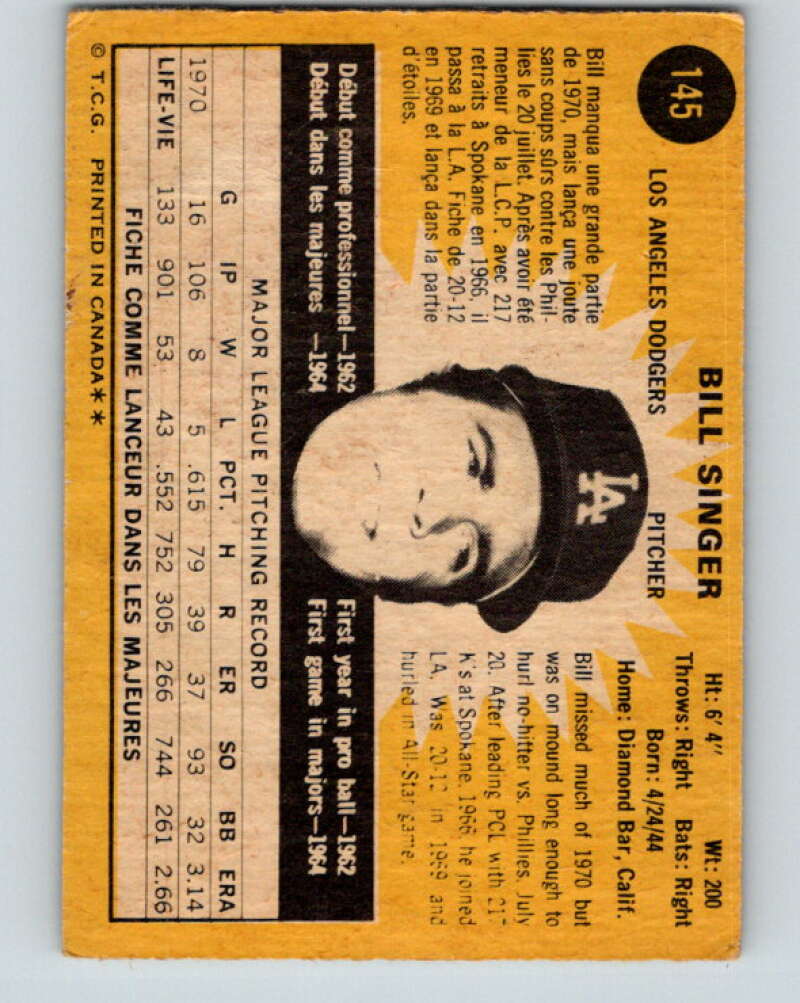 145
BILL SINGER
LOS ANGELES DODGERS PITCHER
Ht: 6' 4" Wt: 200
Throws: Right Bats: Right
Born: 4/24/44
Home: Diamond Bar, Calif.
Bill manqua une grande partie
de 1970, mais lança une joute
sans coups sûrs contre les Phil-
lies le 20 juillet. Après avoir été
meneur de la L.C.P. avec 217
retraits à Spokane en 1966, il
passa à la L.A. Fiche de 20-12
en 1969 et lança dans la partie
d'étoiles.
LA
Bill missed much of 1970 but
was on mound long enough to
hurl no-hitter vs. Phillies, July
20. After leading PCL with 217
K's at Spokane, 1966, he joined
LA. Was 20-12 in 1969 and
hurled in All-Star game.
Début comme professionnel—1962
Début dans les majeures —1964
First year in pro ball—1962
First game in majors—1964
MAJOR LEAGUE PITCHING RECORD
G IP W L PCT. H R ER SO BB ERA
1970 16 106 8 5 .615 79 39 37 93 32 3.14
LIFE-VIE 133 901 53 43 .552 752 305 266 744 261 2.66
FICHE COMME LANCEUR DANS LES MAJEURES
© T.C.G. PRINTED IN CANADA**